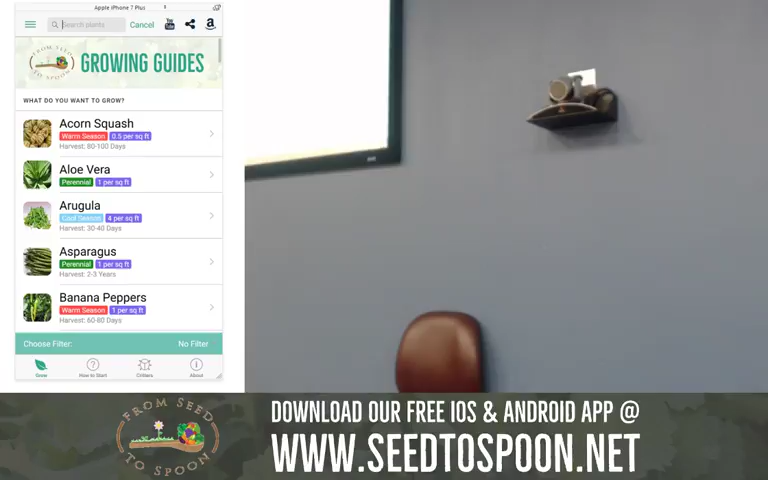 Apple iPhone 7 Plus
Search plants
Cancel
You Tube
a
FROM SEED TO SPOON
GROWING GUIDES
WHAT DO YOU WANT TO GROW?
Acorn Squash
Warm Season 0.5 per sq ft
Harvest: 80-100 Days
Aloe Vera
Perennial 1 per sq ft
Arugula
Cool Season 4 per sq ft
Harvest: 30-40 Days
Asparagus
Perennial 1 per sq ft
Harvest: 2-3 Years
Banana Peppers
Warm Season 1 per sq ft
Harvest: 60-80 Days
Choose Filter: No Filter
Grow How to Start Critters About
FROM SEED TO SPOON
DOWNLOAD OUR FREE IOS & ANDROID APP @
WWW.SEEDTOSPOON.NET